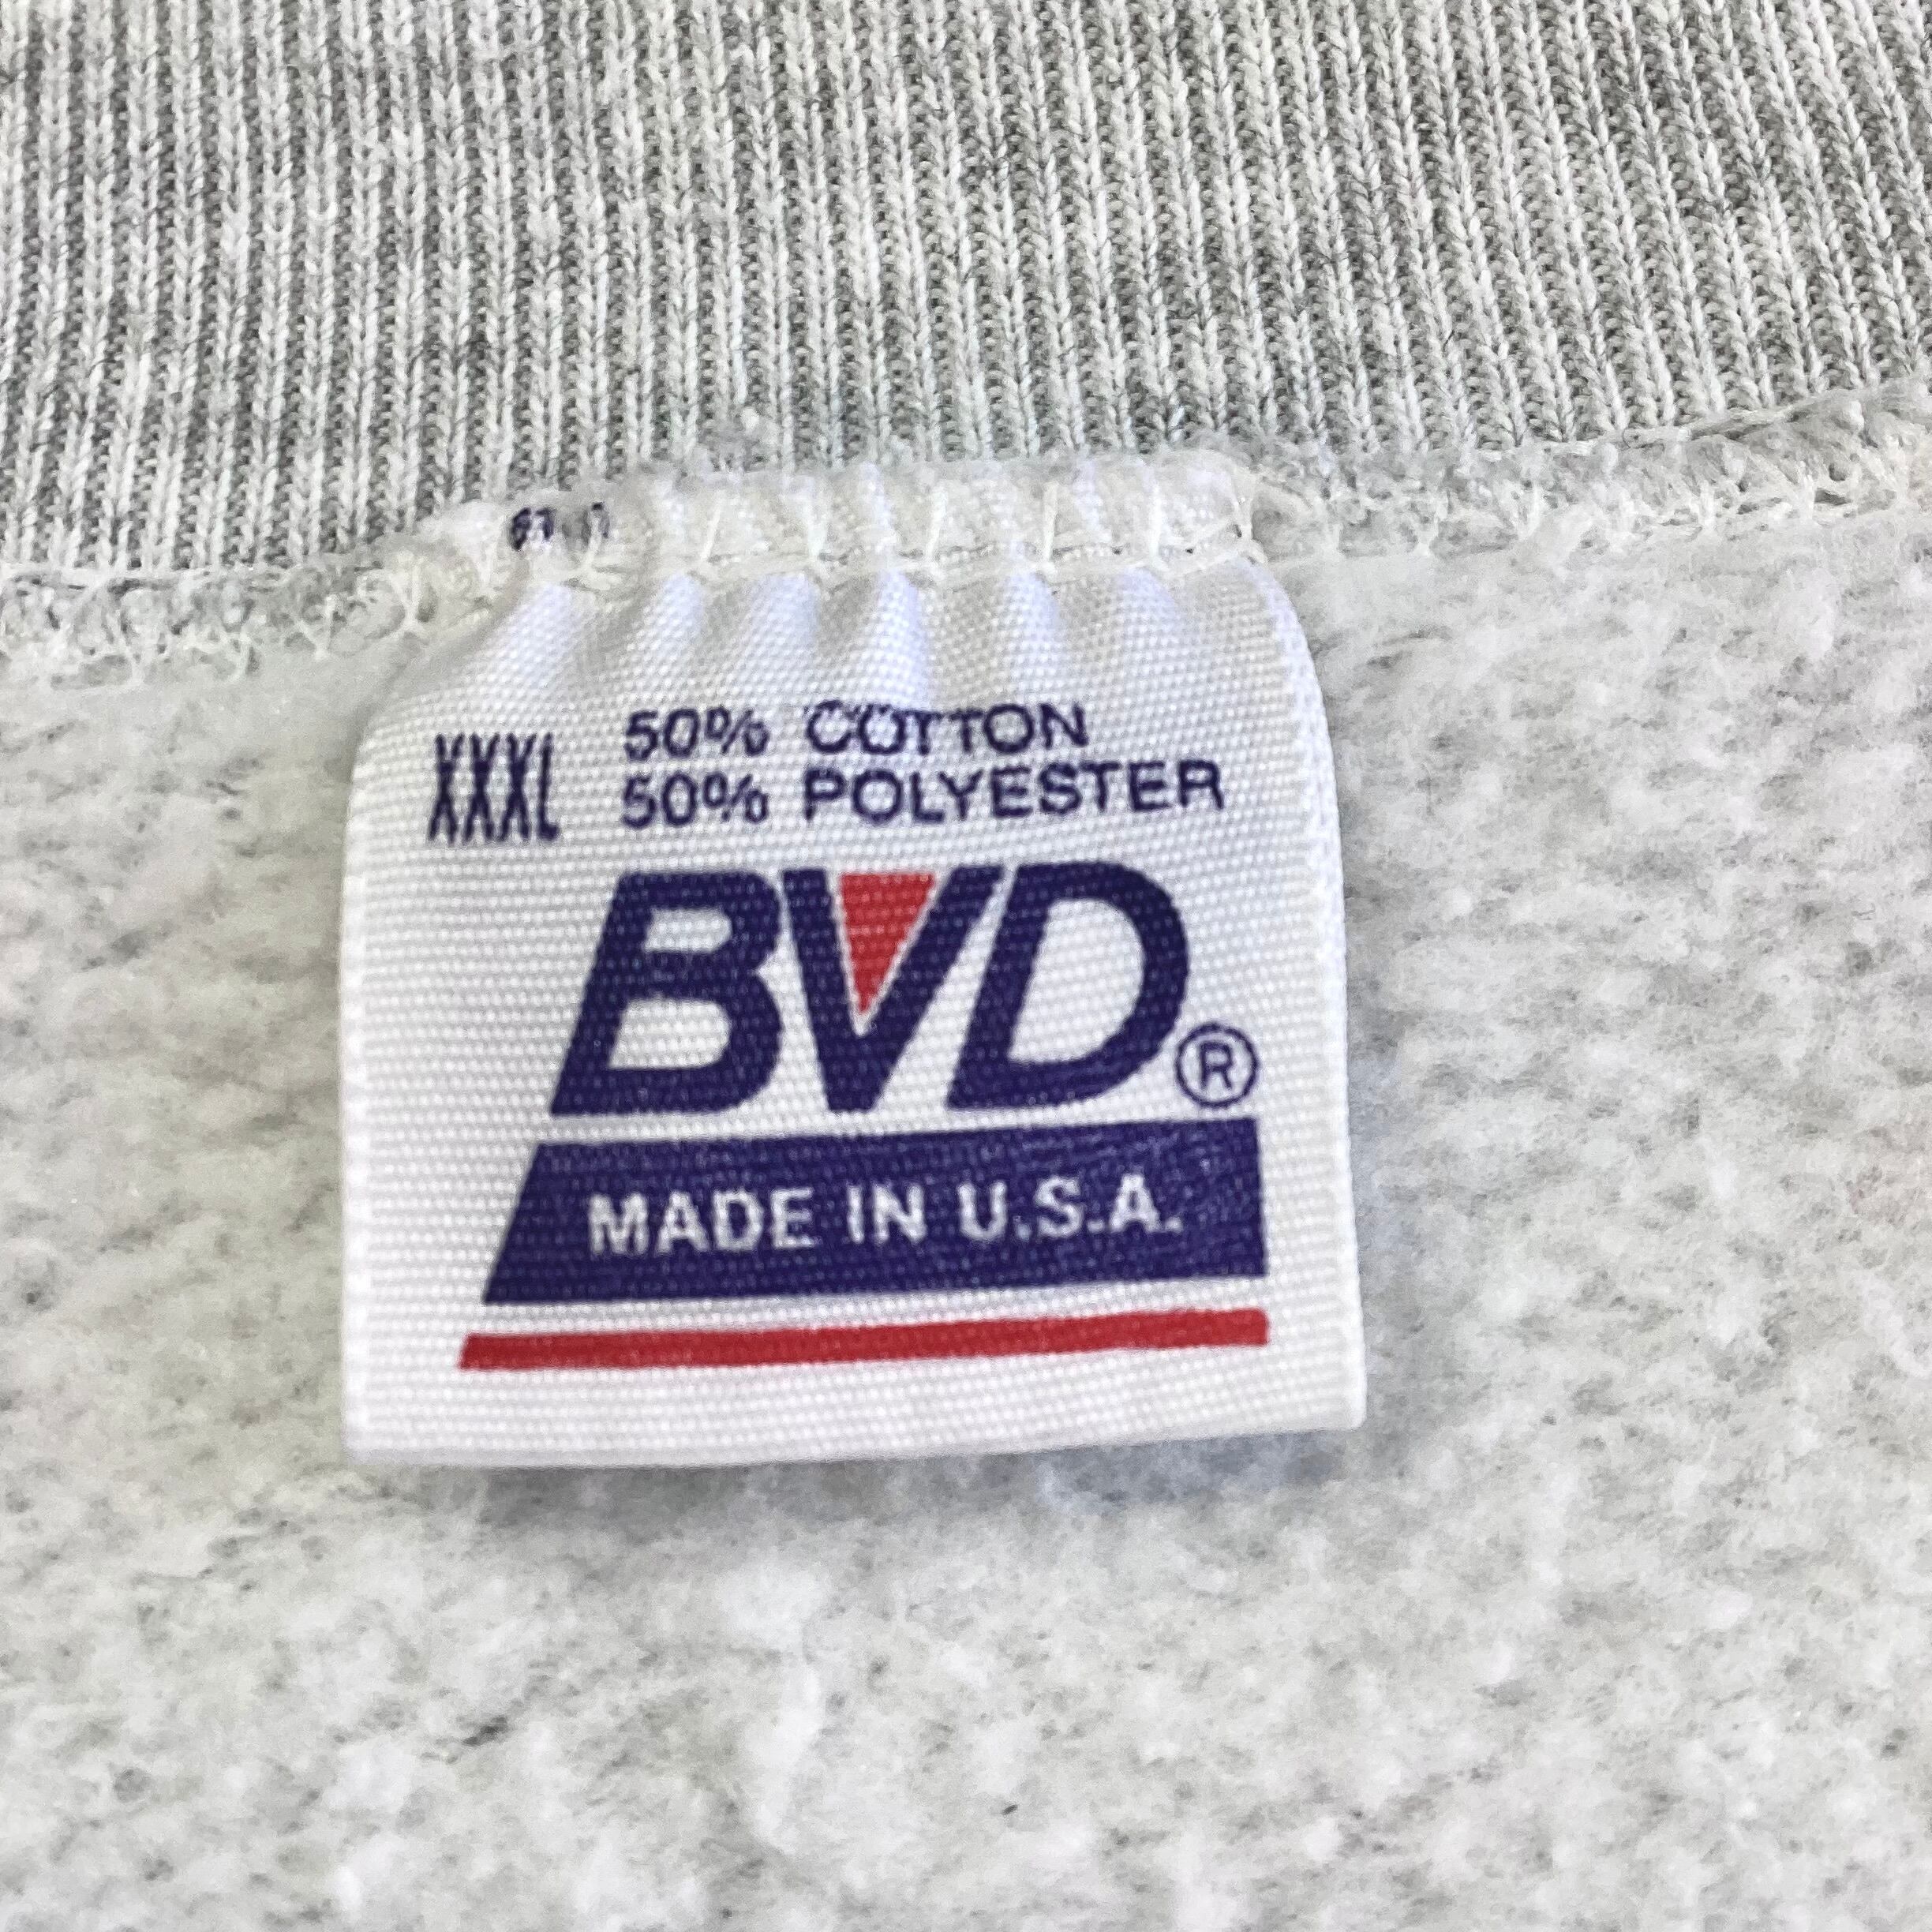 XXXL
50% COTTON
50% POLYESTER
BVD®
MADE IN U.S.A.